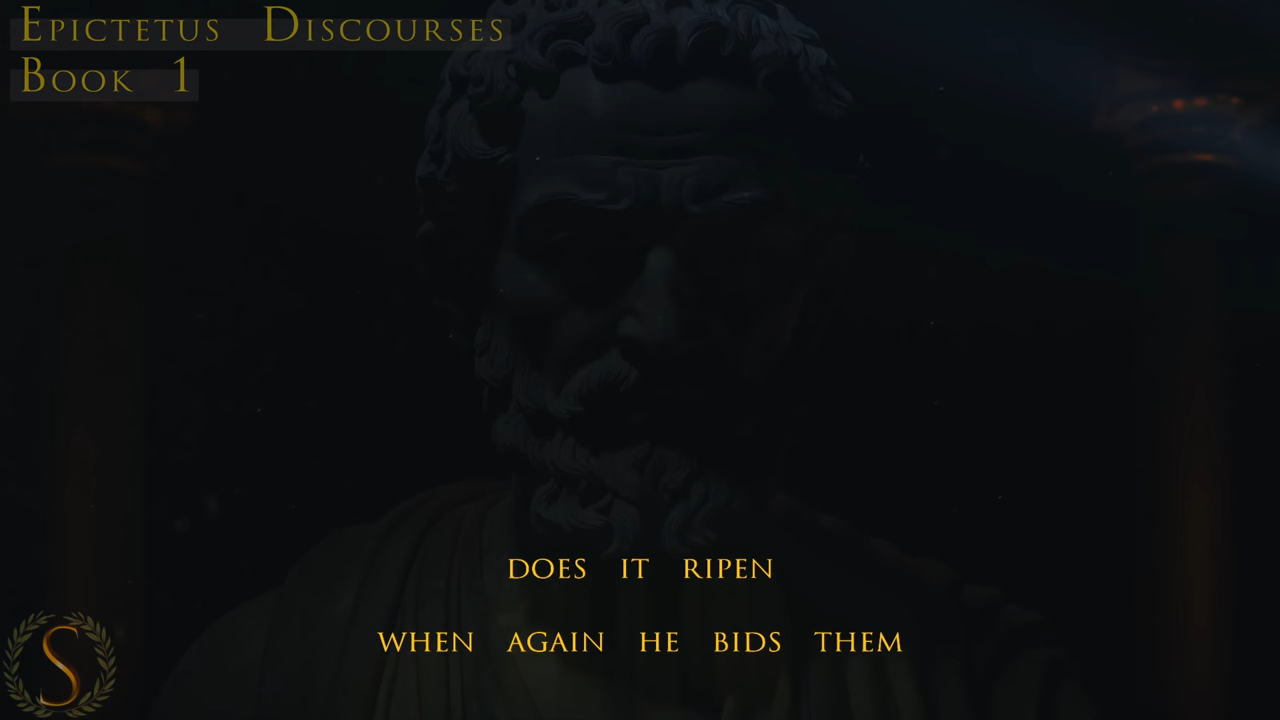 Epictetus Discourses
Book 1
DOES IT RIPEN
WHEN AGAIN HE BIDS THEM
S